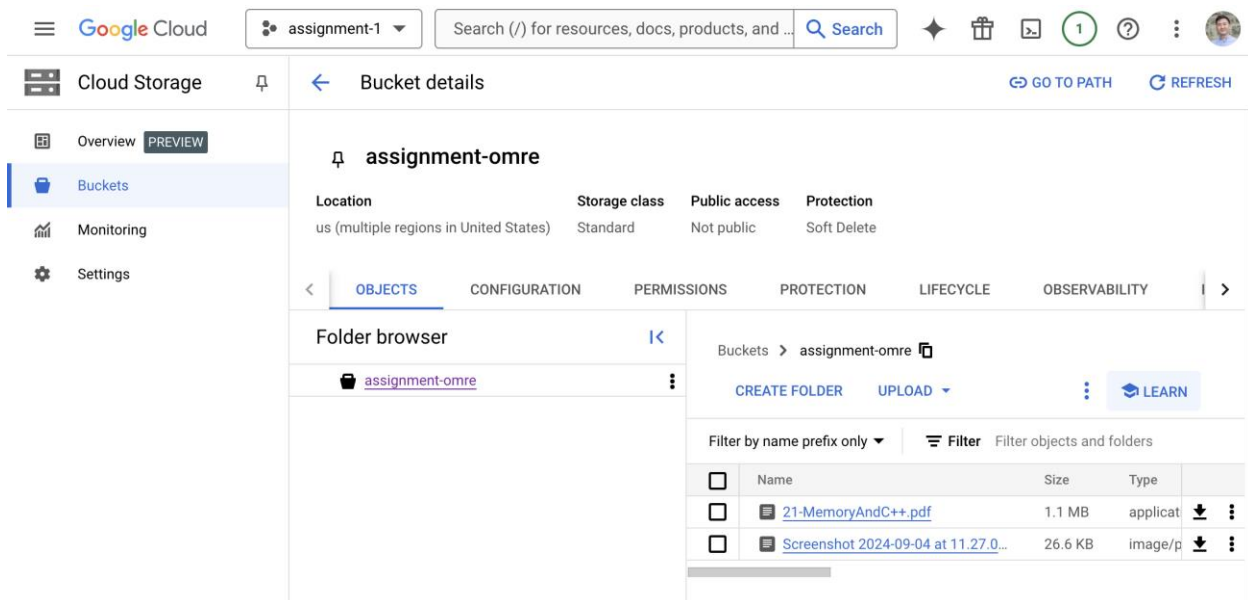 Google Cloud
assignment-1
Search (/) for resources, docs, products, and ...
Search
1
Cloud Storage
Bucket details
GO TO PATH
REFRESH
Overview PREVIEW
Buckets
Monitoring
Settings
assignment-omre
Location
us (multiple regions in United States)
Storage class
Standard
Public access
Not public
Protection
Soft Delete
OBJECTS
CONFIGURATION
PERMISSIONS
PROTECTION
LIFECYCLE
OBSERVABILITY
Folder browser
assignment-omre
Buckets > assignment-omre
CREATE FOLDER
UPLOAD
LEARN
Filter by name prefix only
Filter Filter objects and folders
Name Size Type
21-MemoryAndC++.pdf 1.1 MB applicat
Screenshot 2024-09-04 at 11.27.0... 26.6 KB image/p